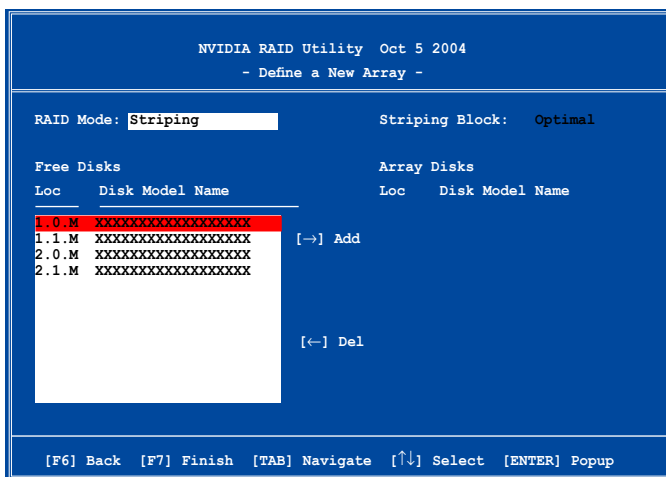 NVIDIA RAID Utility Oct 5 2004
- Define a New Array -
RAID Mode: Striping Striping Block: Optimal
Free Disks Array Disks
Loc Disk Model Name Loc Disk Model Name
1.0.M XXXXXXXXXXXXXXXXXX
1.1.M XXXXXXXXXXXXXXXXXX
2.0.M XXXXXXXXXXXXXXXXXX
2.1.M XXXXXXXXXXXXXXXXXX
[→] Add
[←] Del
[F6] Back [F7] Finish [TAB] Navigate [↑↓] Select [ENTER] Popup